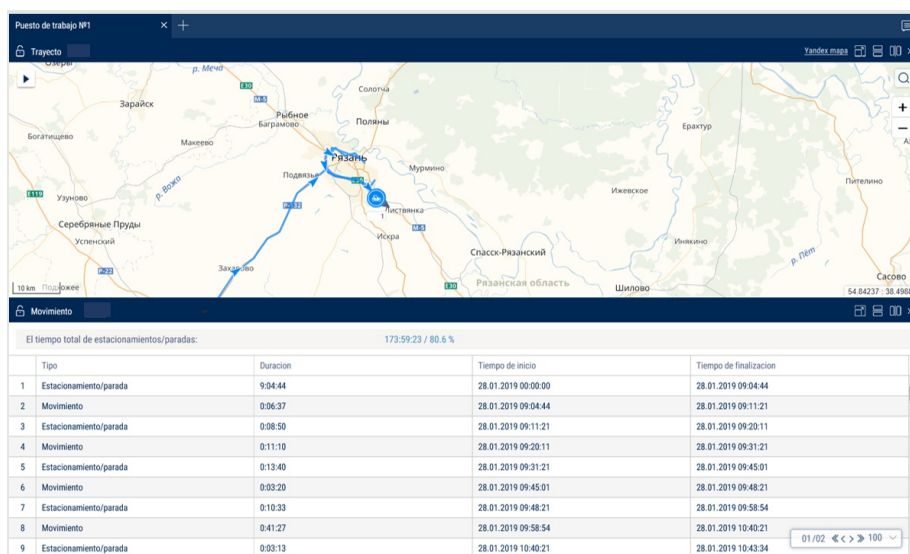 Puesto de trabajo №1
Trayecto
Yandex мapa
р. Меча
E30
M-5
Солотча
Зарайск
Рыбное
Баграмово
Поляны
Ерахтур
Богатищево
Макеево
Рязань
Мурмино
Подвязье
Пителино
E119
Узуново
р. Вожа
Ижевское
P-132
Листвянка
1
M-5
Серебряные Пруды
Успенский
Искра
Инякино
Спасск-Рязанский
р. Пёт
P-22
Захарово
Сасово
10 km
E30
Рязанская область
Шилово
Movimiento
El tiempo total de estacionamientos/paradas: 173:59:23 / 80.6 %
Tipo Duracion Tiempo de inicio Tiempo de finalizacion
1 Estacionamiento/parada 9:04:44 28.01.2019 00:00:00 28.01.2019 09:04:44
2 Movimiento 0:06:37 28.01.2019 09:04:44 28.01.2019 09:11:21
3 Estacionamiento/parada 0:08:50 28.01.2019 09:11:21 28.01.2019 09:20:11
4 Movimiento 0:11:10 28.01.2019 09:20:11 28.01.2019 09:31:21
5 Estacionamiento/parada 0:13:40 28.01.2019 09:31:21 28.01.2019 09:45:01
6 Movimiento 0:03:20 28.01.2019 09:45:01 28.01.2019 09:48:21
7 Estacionamiento/parada 0:10:33 28.01.2019 09:48:21 28.01.2019 09:58:54
8 Movimiento 0:41:27 28.01.2019 09:58:54 28.01.2019 10:40:21
9 Estacionamiento/parada 0:03:13 28.01.2019 10:40:21 28.01.2019 10:43:34
01/02 100